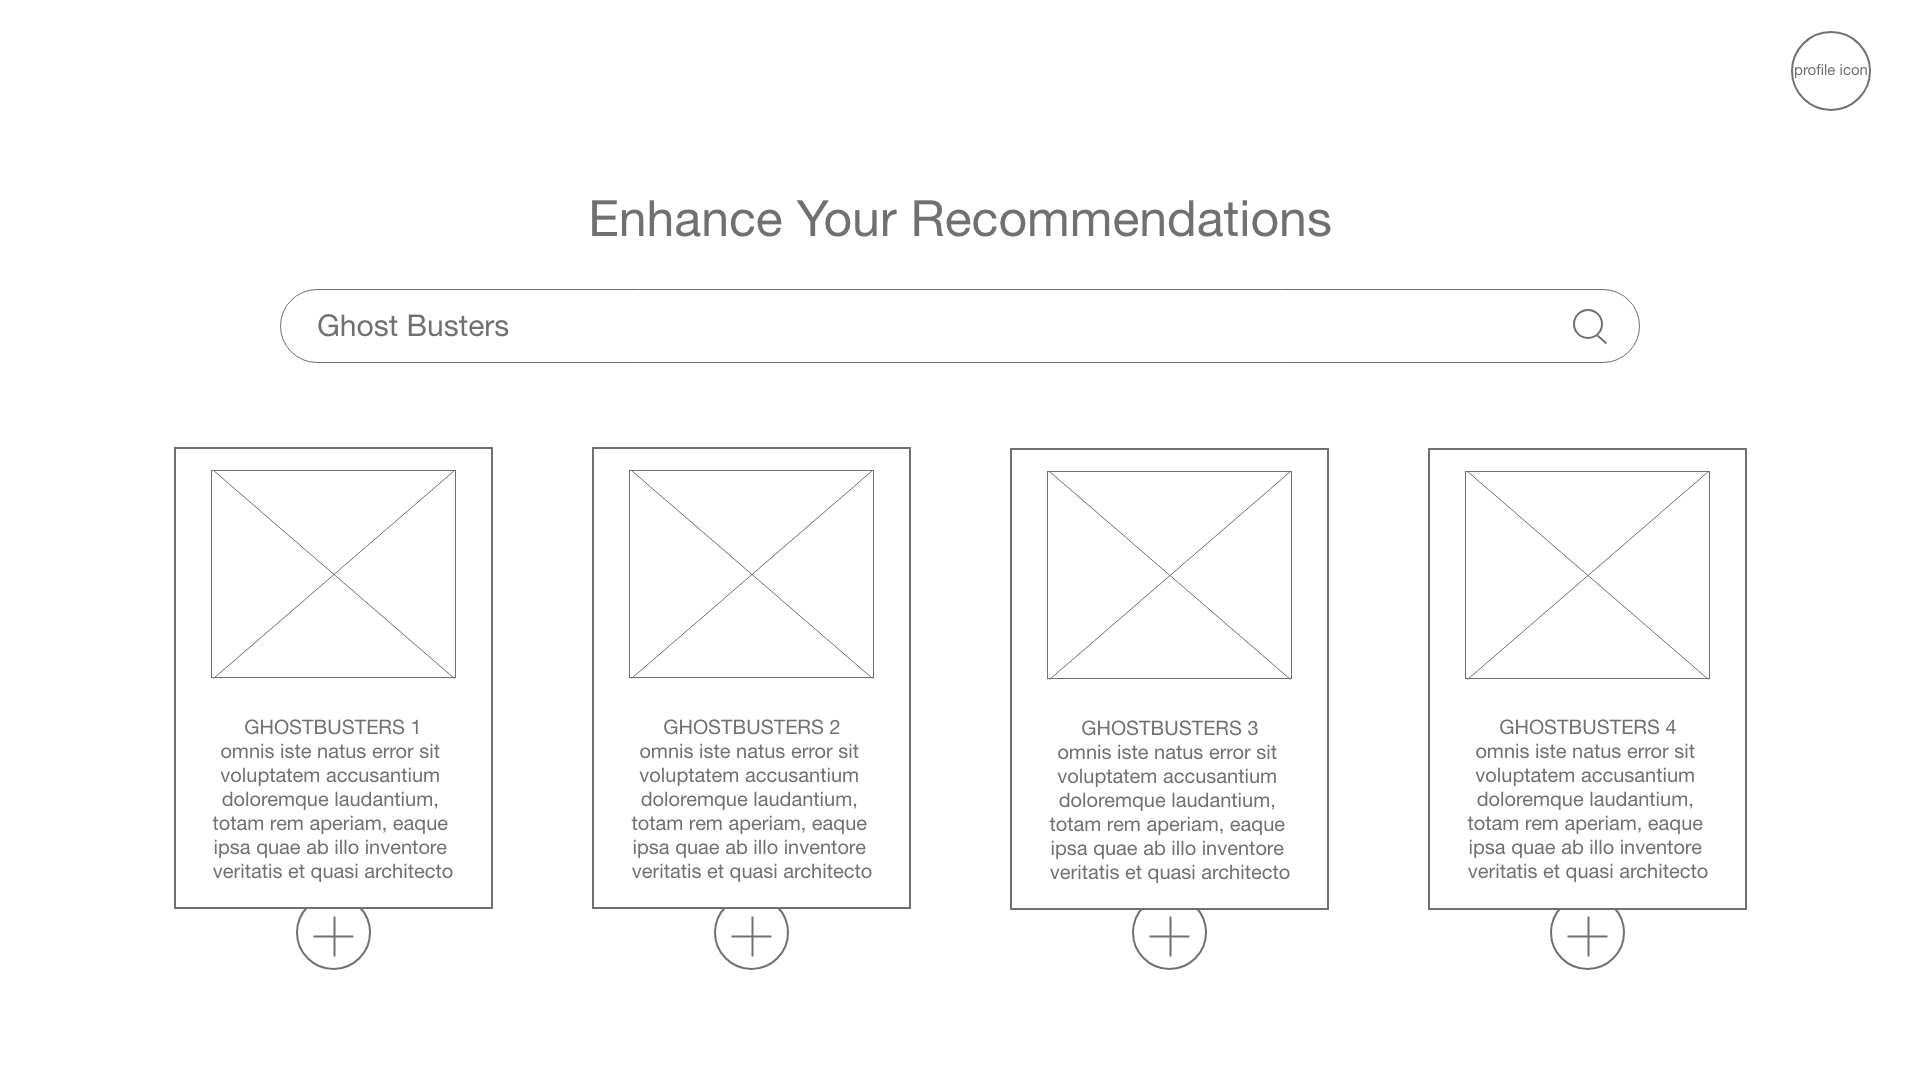 profile icon
Enhance Your Recommendations
Ghost Busters
GHOSTBUSTERS 1
omnis iste natus error sit
voluptatem accusantium
doloremque laudantium,
totam rem aperiam, eaque
ipsa quae ab illo inventore
veritatis et quasi architecto
GHOSTBUSTERS 2
omnis iste natus error sit
voluptatem accusantium
doloremque laudantium,
totam rem aperiam, eaque
ipsa quae ab illo inventore
veritatis et quasi architecto
GHOSTBUSTERS 3
omnis iste natus error sit
voluptatem accusantium
doloremque laudantium,
totam rem aperiam, eaque
ipsa quae ab illo inventore
veritatis et quasi architecto
GHOSTBUSTERS 4
omnis iste natus error sit
voluptatem accusantium
doloremque laudantium,
totam rem aperiam, eaque
ipsa quae ab illo inventore
veritatis et quasi architecto